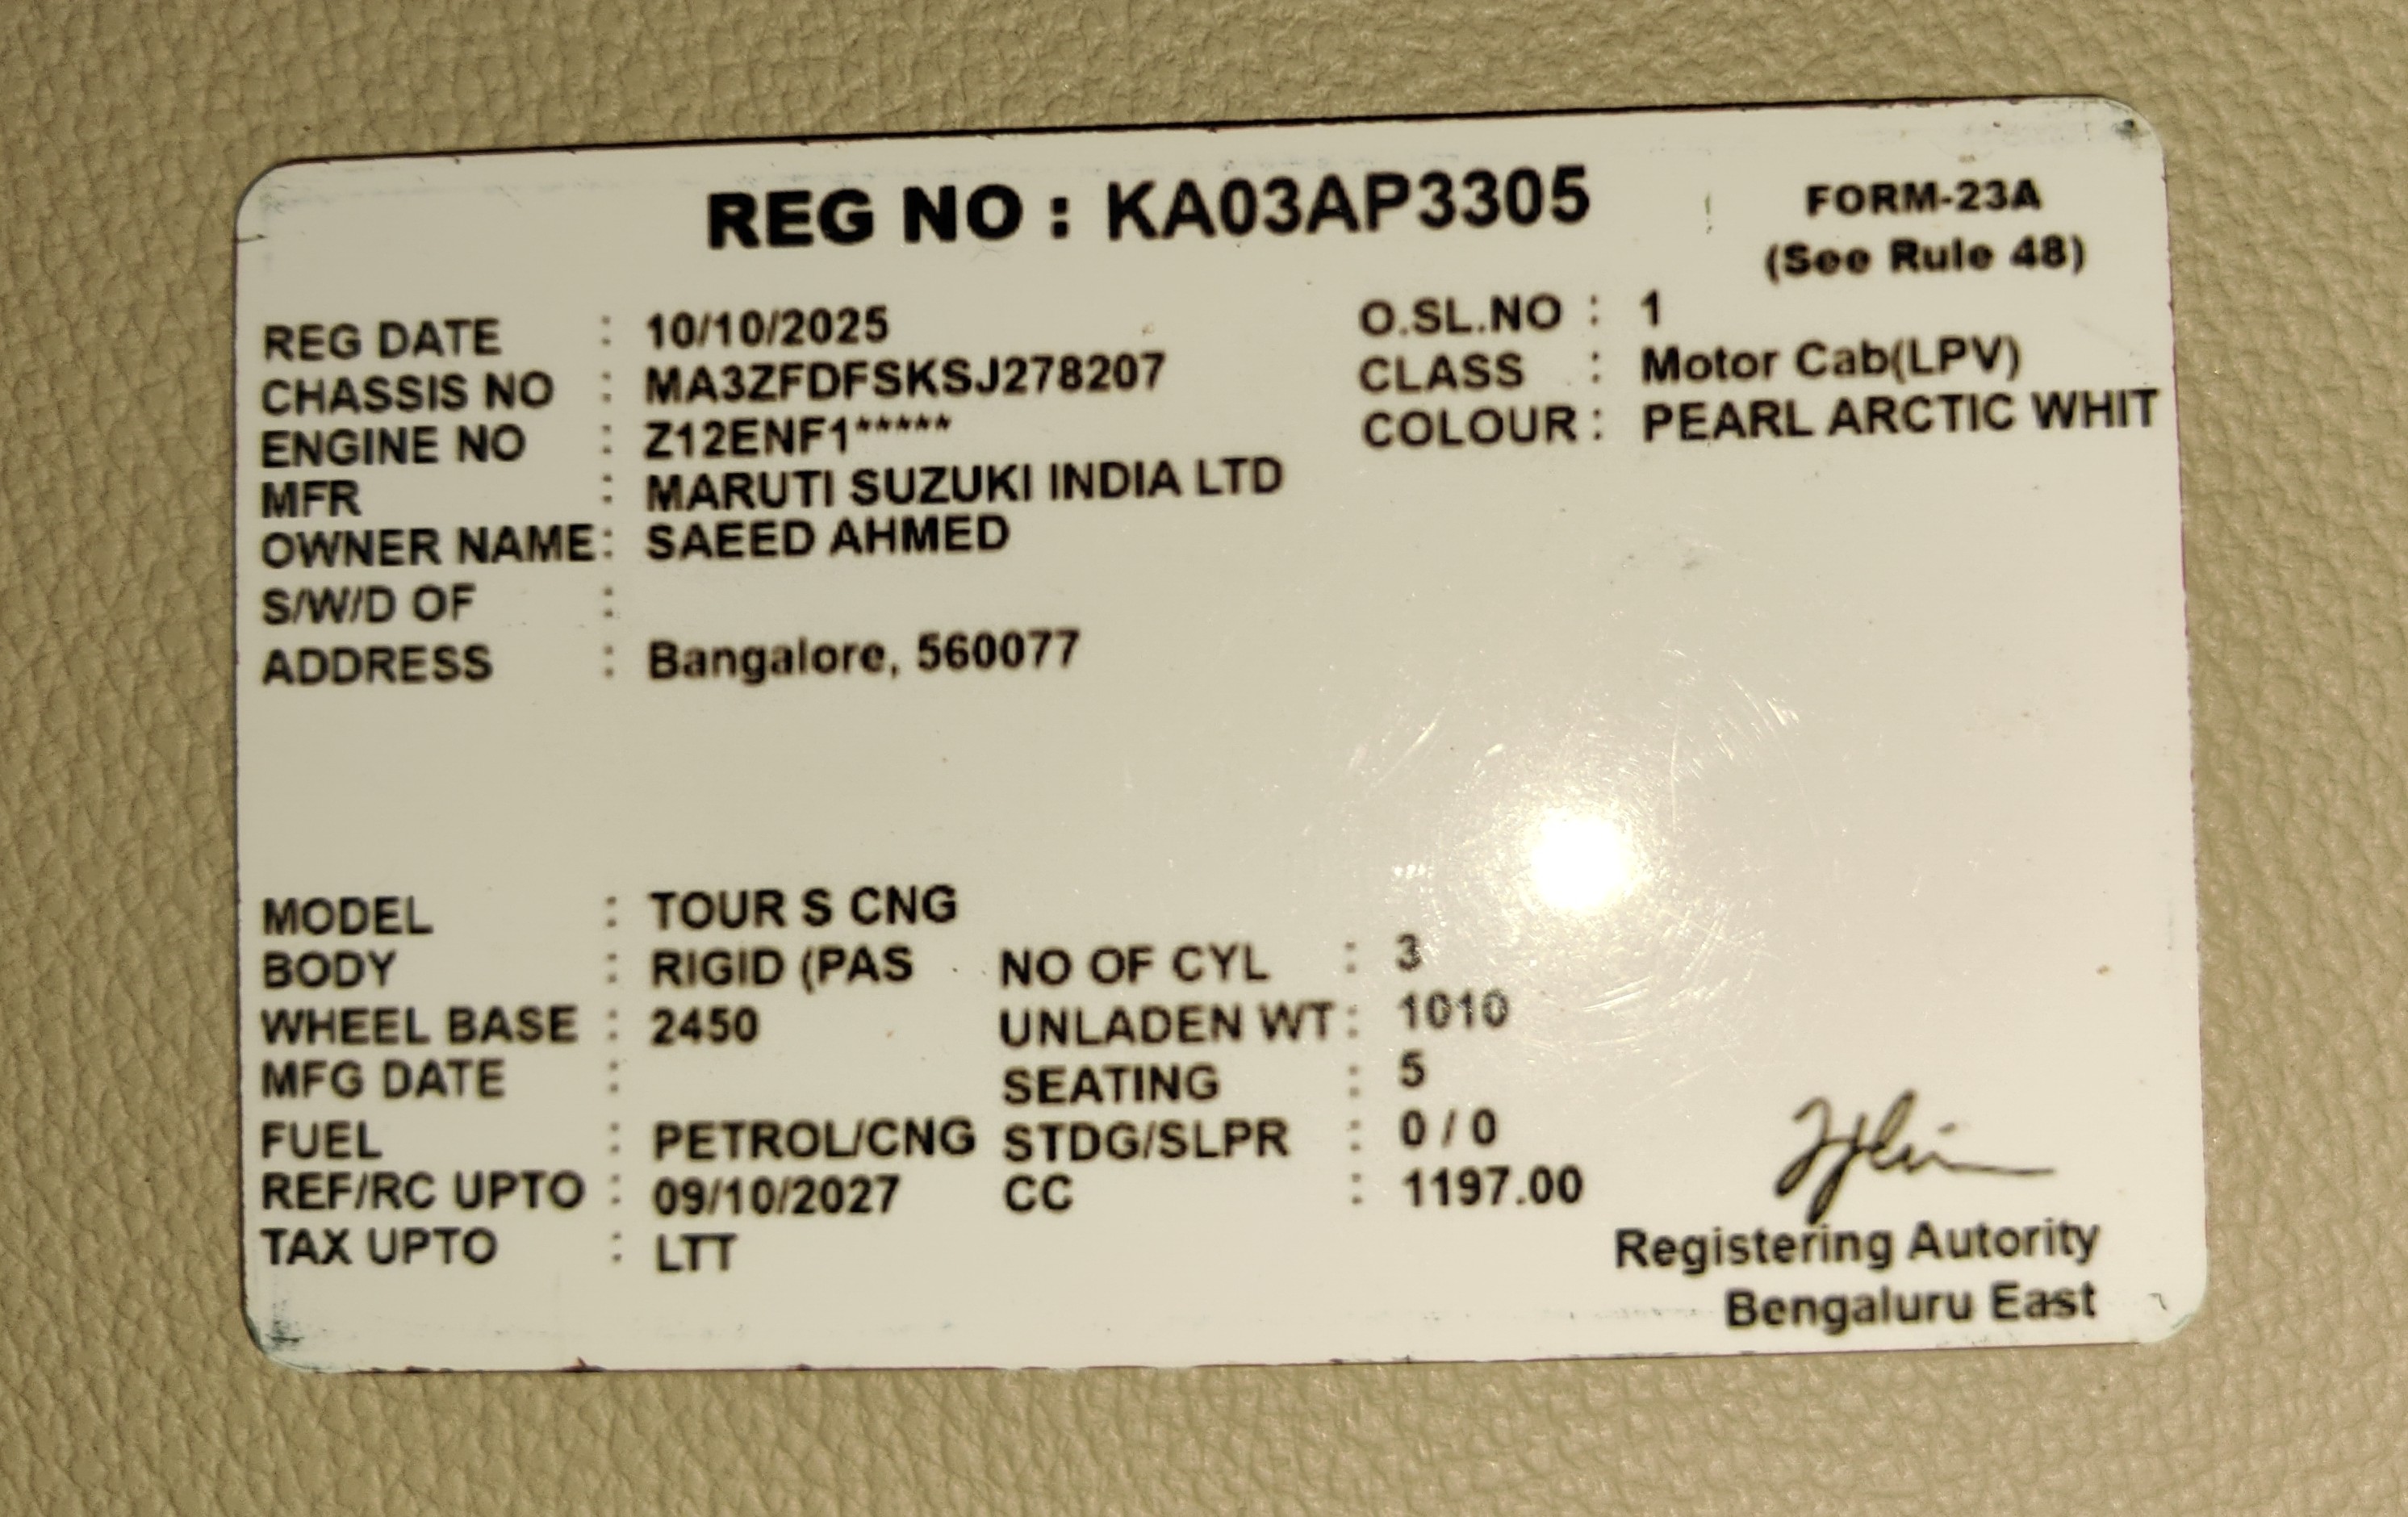 REG NO : KA03AP3305
FORM-23A
(See Rule 48)
REG DATE : 10/10/2025 O.SL.NO : 1
CHASSIS NO : MA3ZFDFSKSJ278207 CLASS : Motor Cab(LPV)
ENGINE NO : Z12ENF1***** COLOUR : PEARL ARCTIC WHIT
MFR : MARUTI SUZUKI INDIA LTD
OWNER NAME : SAEED AHMED
S/W/D OF :
ADDRESS : Bangalore, 560077
MODEL : TOUR S CNG
BODY : RIGID (PAS NO OF CYL : 3
WHEEL BASE : 2450 UNLADEN WT : 1010
MFG DATE : SEATING : 5
FUEL : PETROL/CNG STDG/SLPR : 0 / 0
REF/RC UPTO : 09/10/2027 CC : 1197.00
TAX UPTO : LTT
Registering Autority
Bengaluru East